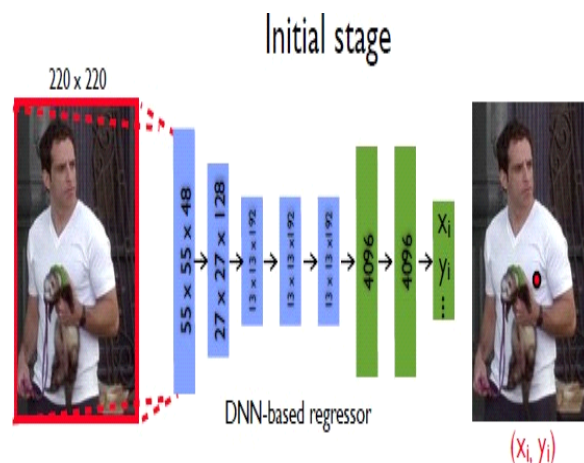 Initial stage
220 x 220
55 x 55 x 48
27 x 27 x 128
13 x 13 x192
13 x 13 x192
13 x 13 x192
4096
4096
xi
yi
...
DNN-based regressor
(xi, yi)